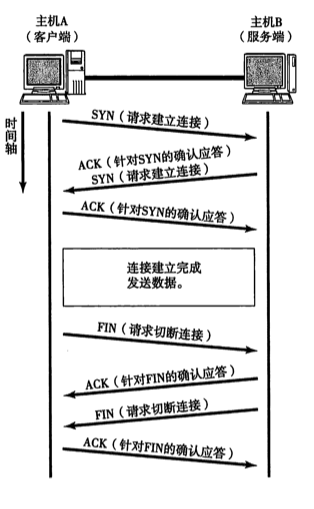 主机A
（客户端）
主机B
（服务端）
时间轴
SYN（请求建立连接）
ACK（针对SYN的确认应答）
SYN（请求建立连接）
ACK（针对SYN的确认应答）
连接建立完成
发送数据。
FIN（请求切断连接）
ACK（针对FIN的确认应答）
FIN（请求切断连接）
ACK（针对FIN的确认应答）